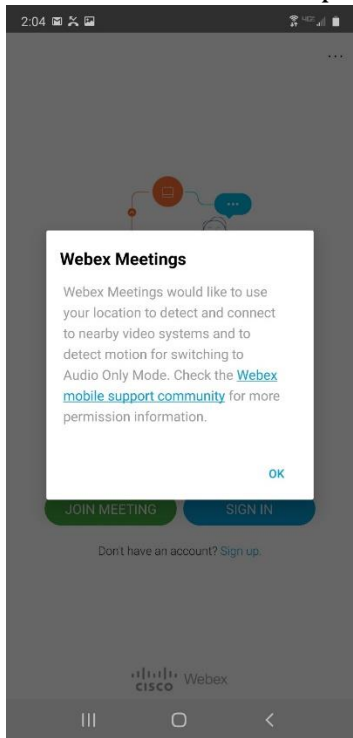 2:04
Webex Meetings
Webex Meetings would like to use
your location to detect and connect
to nearby video systems and to
detect motion for switching to
Audio Only Mode. Check the Webex
mobile support community for more
permission information.
OK
JOIN MEETING SIGN IN
Don't have an account? Sign up.
CISCO Webex